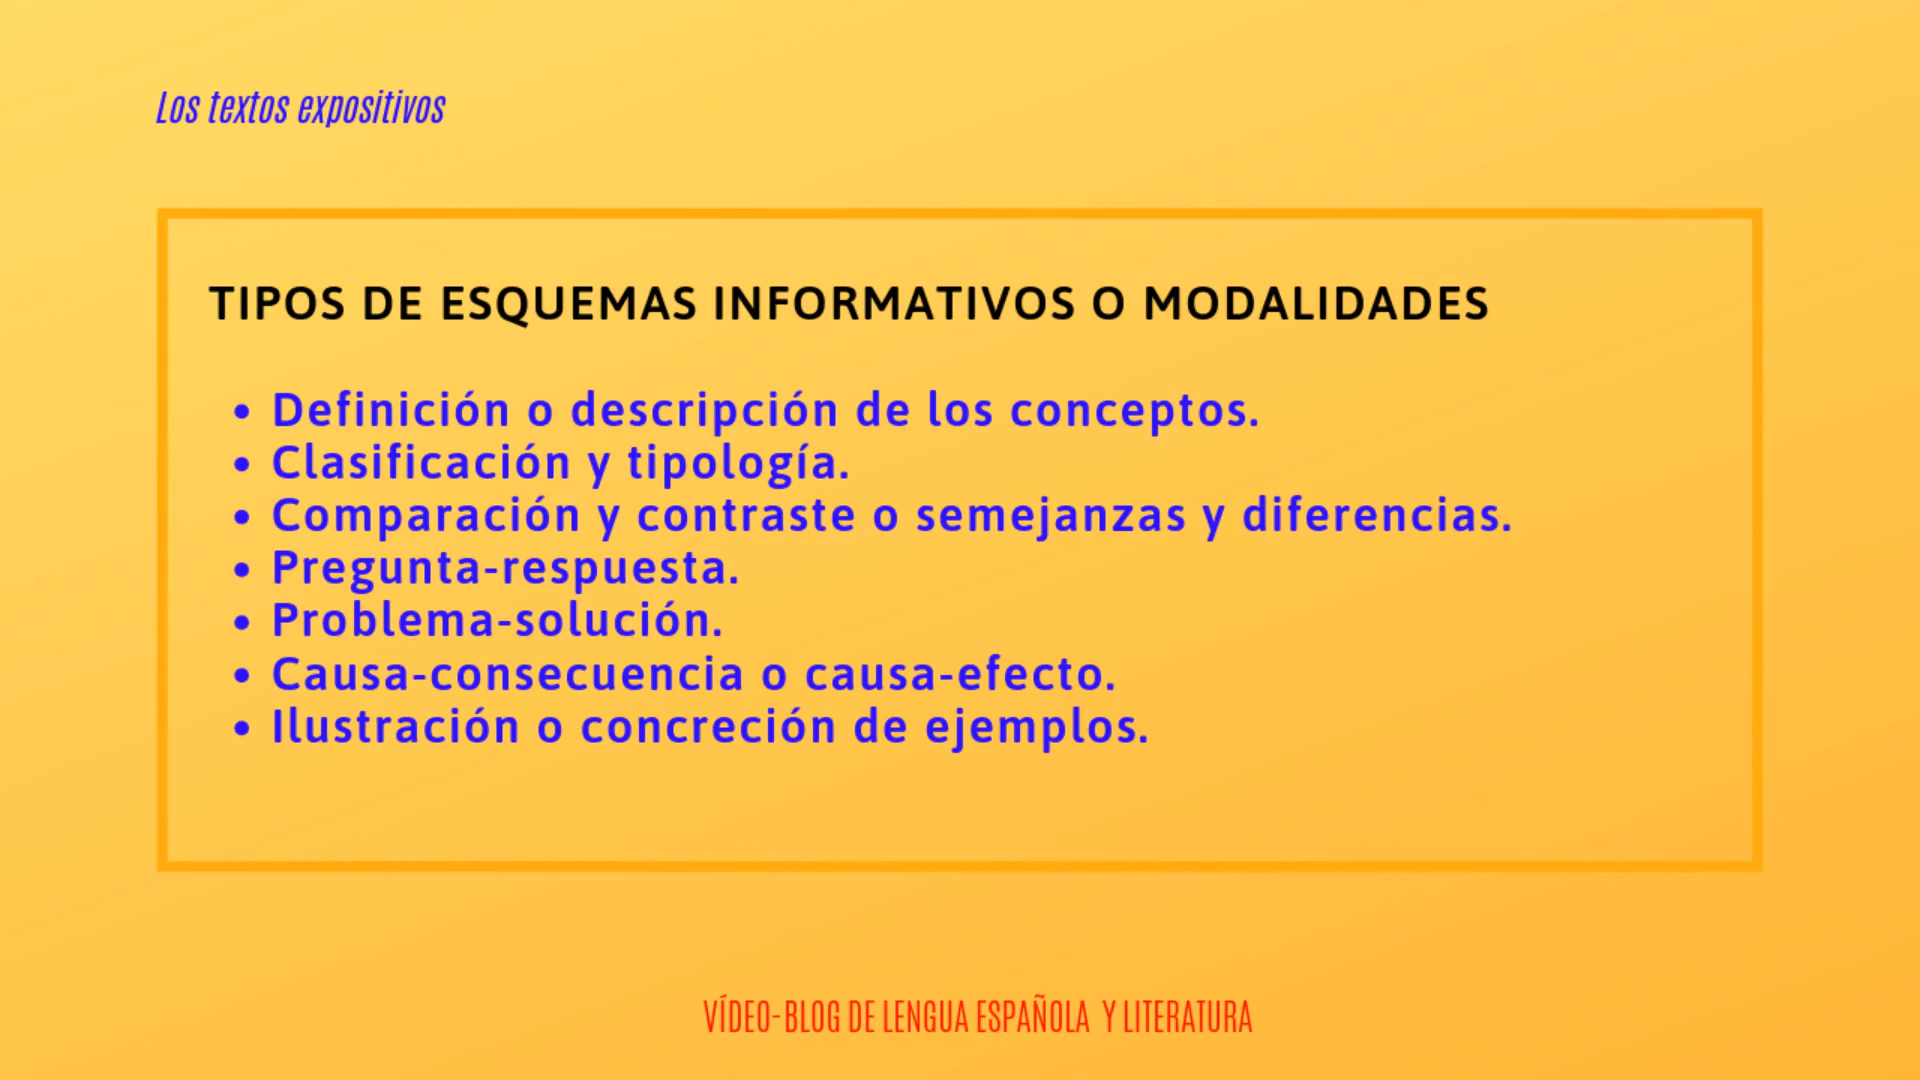 Los textos expositivos
TIPOS DE ESQUEMAS INFORMATIVOS O MODALIDADES
• Definición o descripción de los conceptos.
• Clasificación y tipología.
• Comparación y contraste o semejanzas y diferencias.
• Pregunta-respuesta.
• Problema-solución.
• Causa-consecuencia o causa-efecto.
• Ilustración o concreción de ejemplos.
VÍDEO-BLOG DE LENGUA ESPAÑOLA Y LITERATURA